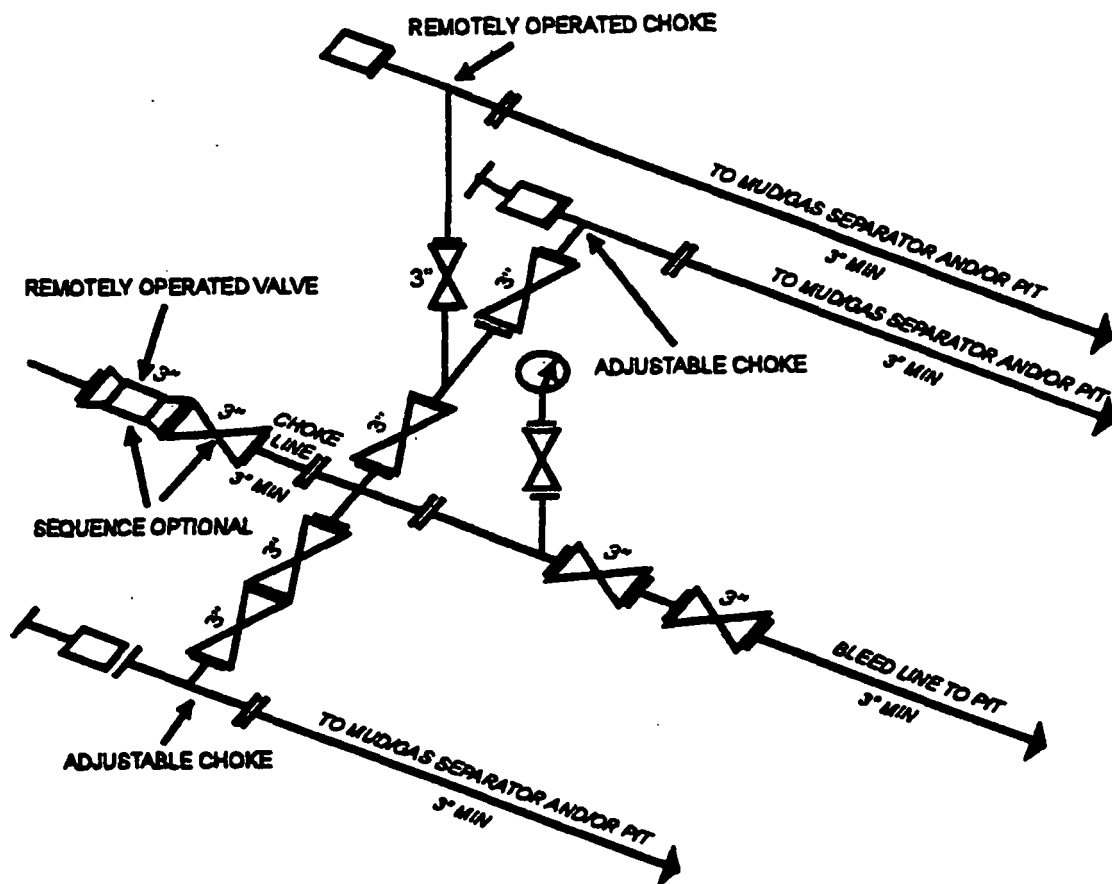 REMOTELY OPERATED CHOKE
TO MUD/GAS SEPARATOR AND/OR PIT
3" MIN
3"
3"
TO MUD/GAS SEPARATOR AND/OR PIT
3" MIN
REMOTELY OPERATED VALVE
ADJUSTABLE CHOKE
3"
3"
3"
CHOKE
LINE
3" MIN
SEQUENCE OPTIONAL
3"
3"
3"
3"
BLEED LINE TO PIT
3" MIN
ADJUSTABLE CHOKE
TO MUD/GAS SEPARATOR AND/OR PIT
3" MIN